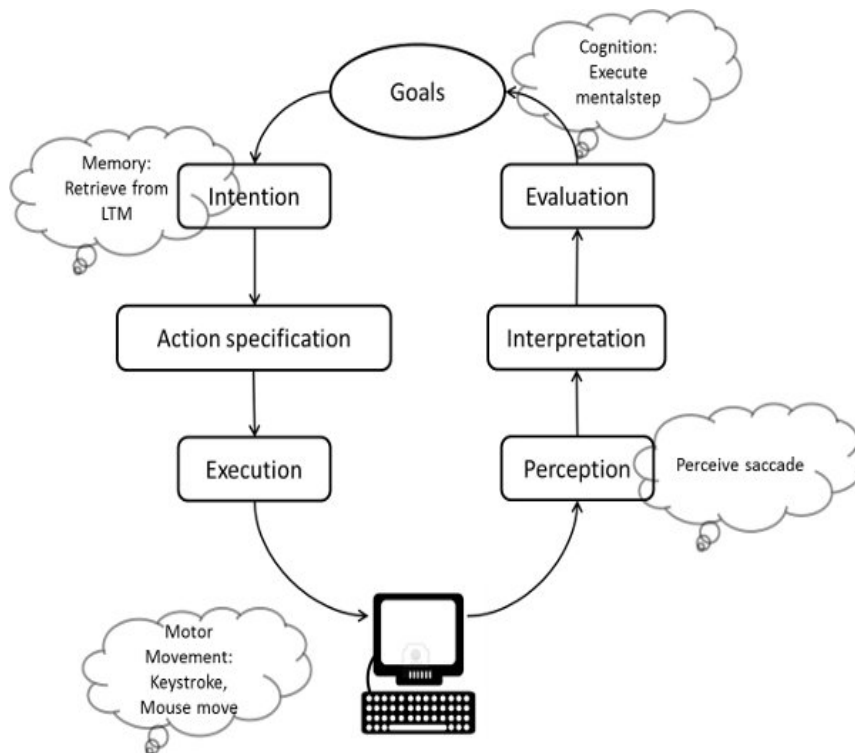 Goals
Cognition:
Execute
mentalstep
Memory:
Retrieve from
LTM
Intention
Evaluation
Action specification
Interpretation
Execution
Perception
Perceive saccade
Motor
Movement:
Keystroke,
Mouse move